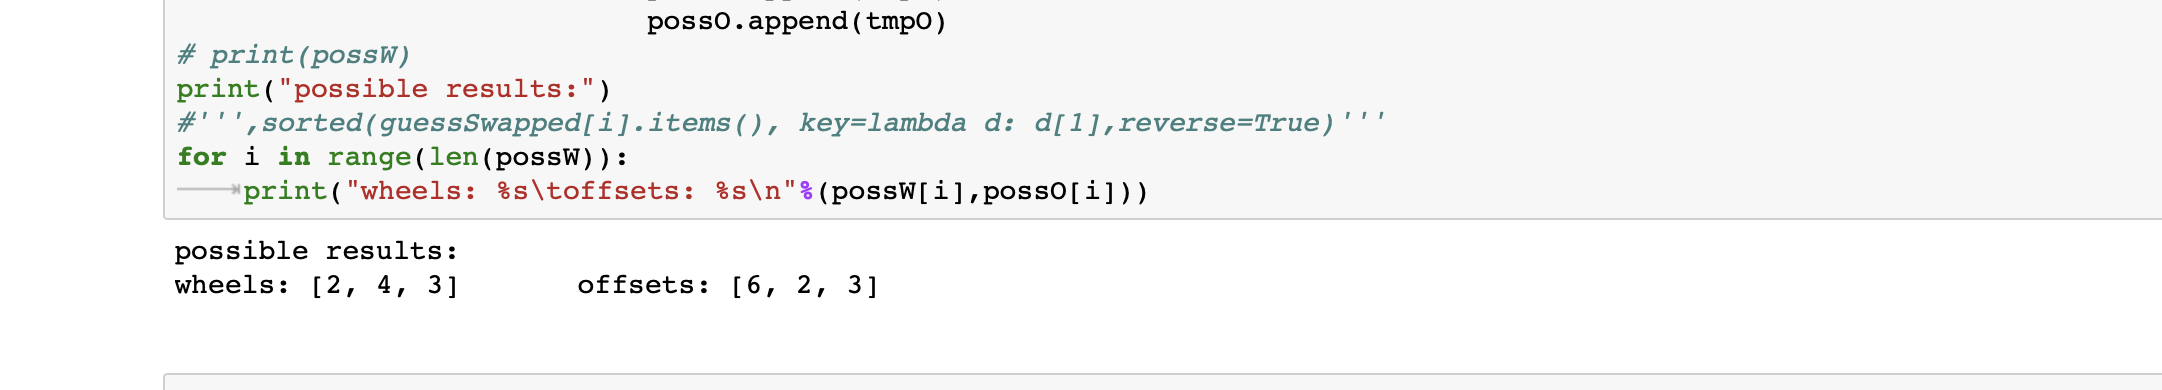 possO.append(tmpO)
# print(possW)
print("possible results:")
#''',sorted(guessSwapped[i].items(), key=lambda d: d[1],reverse=True)'''
for i in range(len(possW)):
print("wheels: %s\toffsets: %s\n"%(possW[i],possO[i]))
possible results:
wheels: [2, 4, 3]	offsets: [6, 2, 3]